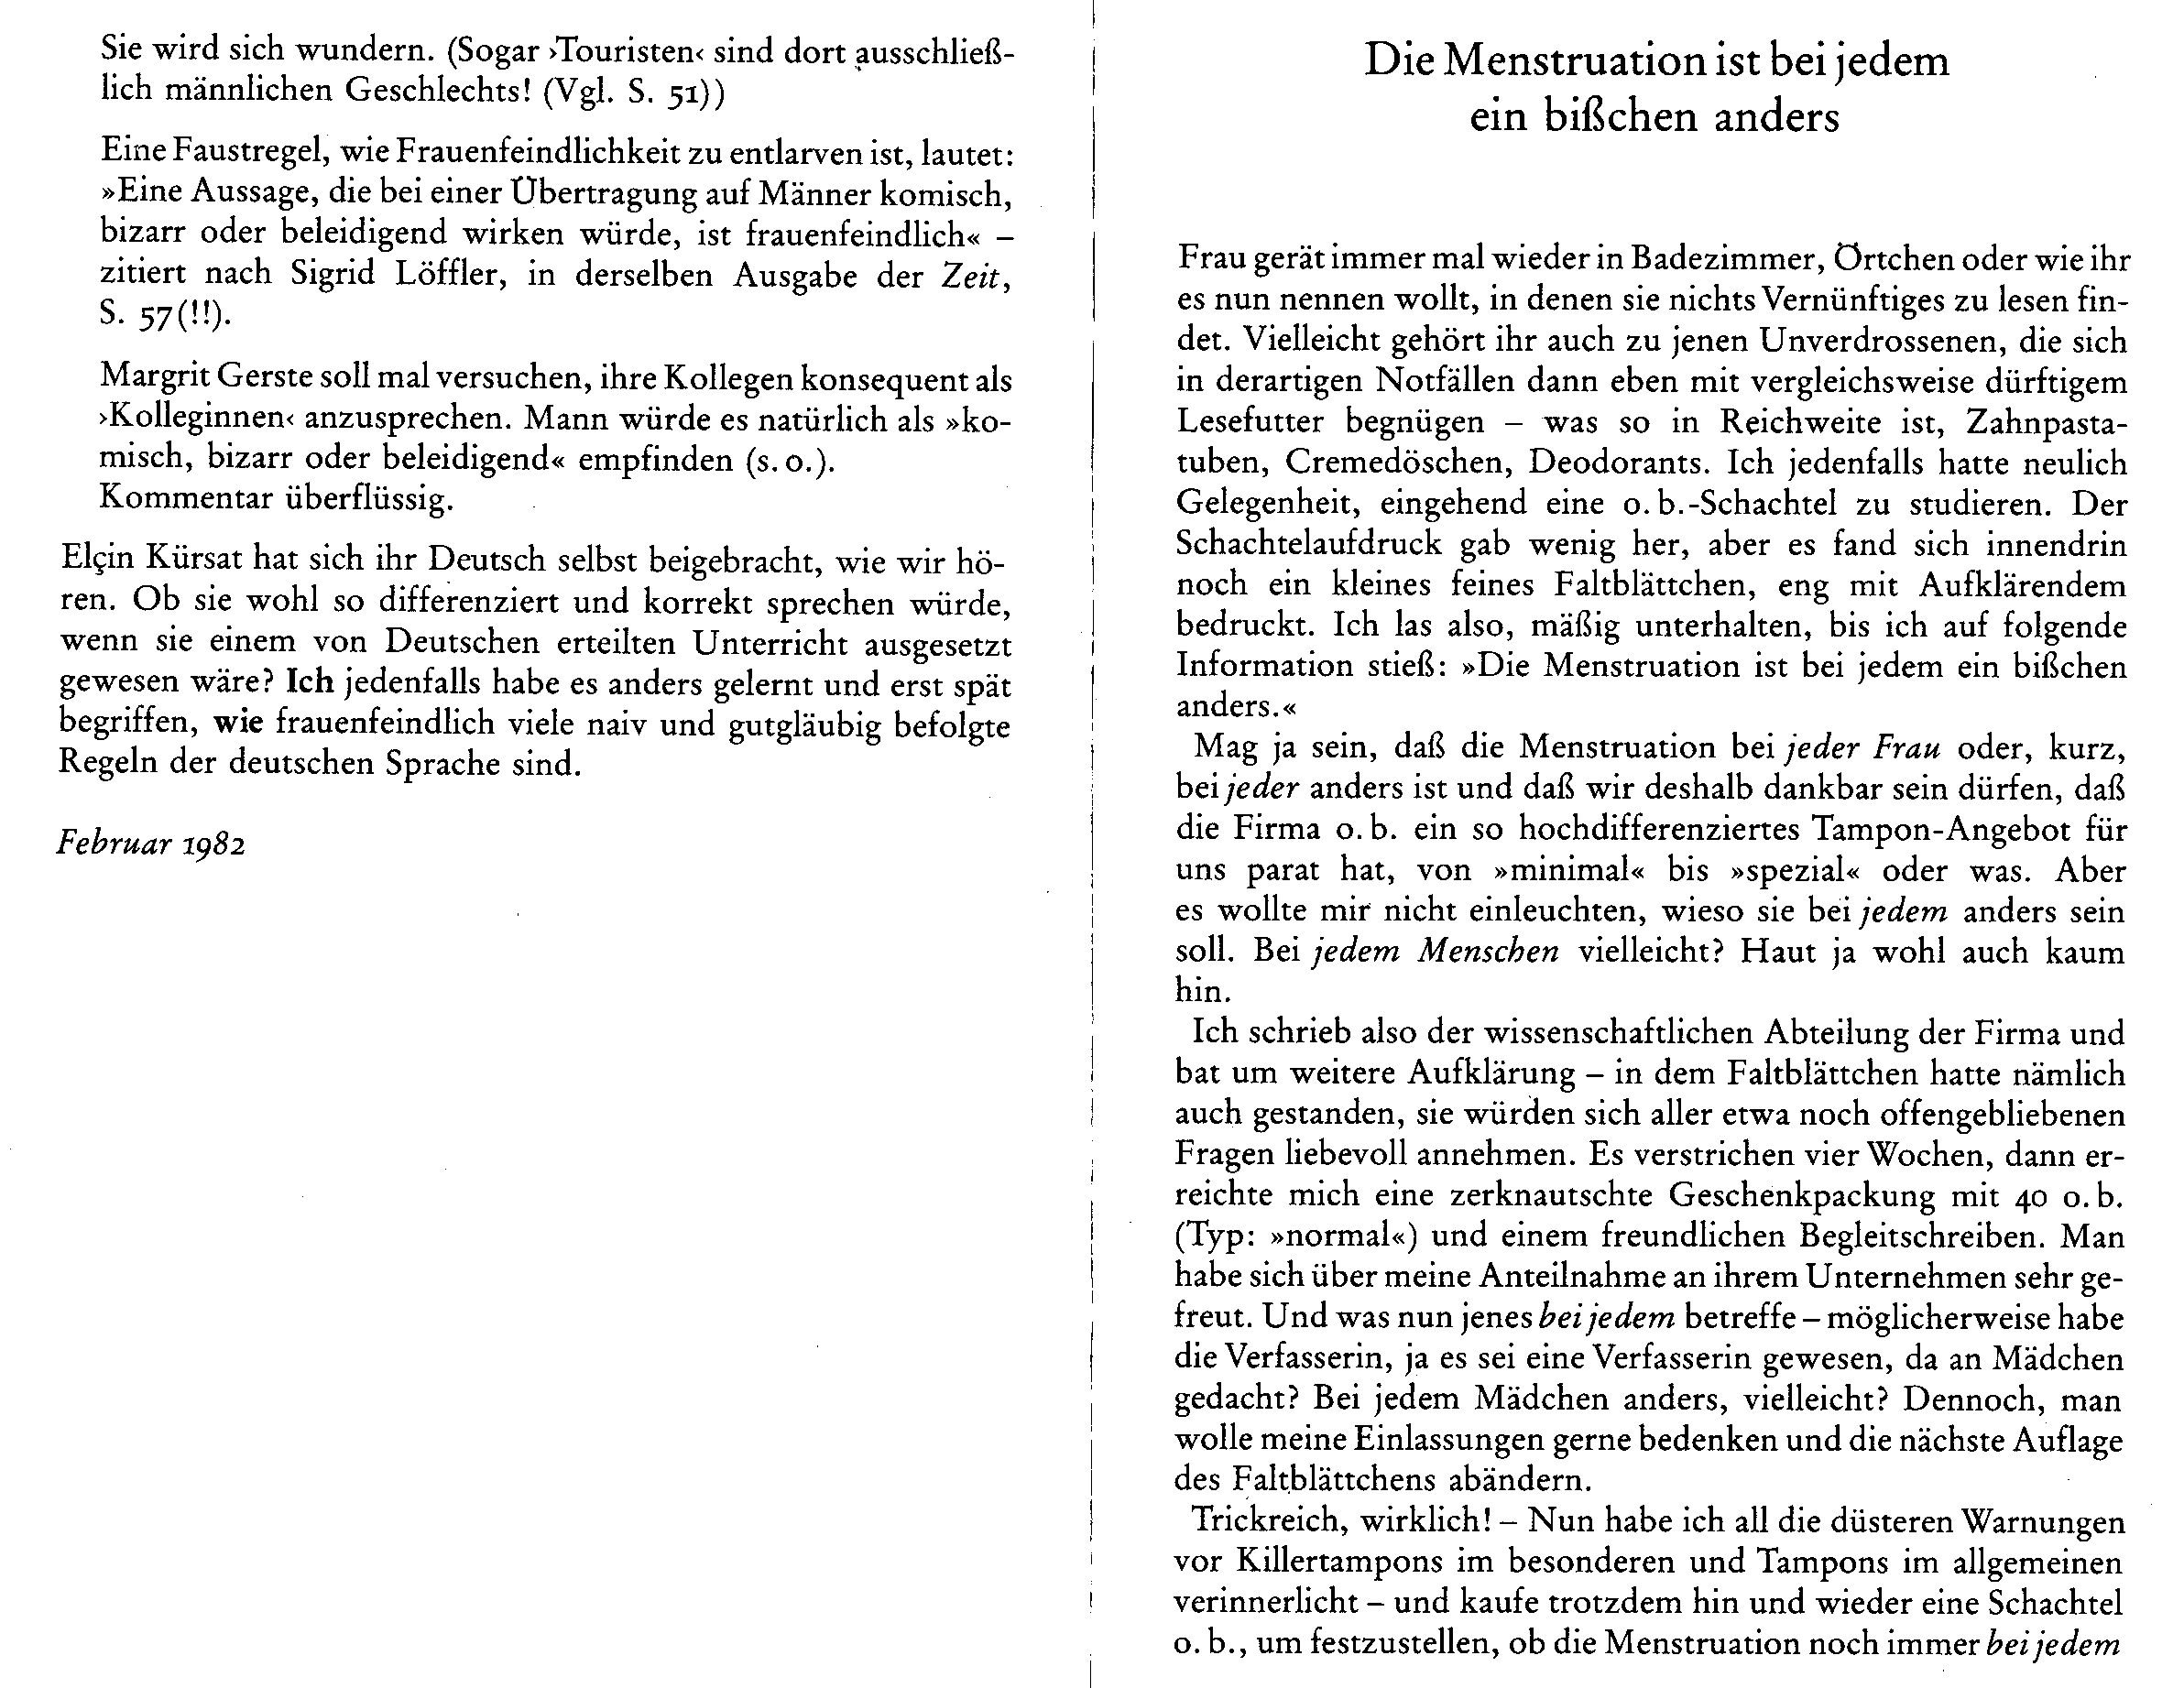 Sie wird sich wundern. (Sogar ›Touristen‹ sind dort ausschließ-
lich männlichen Geschlechts! (Vgl. S. 51))
Eine Faustregel, wie Frauenfeindlichkeit zu entlarven ist, lautet:
»Eine Aussage, die bei einer Übertragung auf Männer komisch,
bizarr oder beleidigend wirken würde, ist frauenfeindlich« –
zitiert nach Sigrid Löffler, in derselben Ausgabe der Zeit,
S. 57(!!).
Margrit Gerste soll mal versuchen, ihre Kollegen konsequent als
›Kolleginnen‹ anzusprechen. Mann würde es natürlich als »ko-
misch, bizarr oder beleidigend« empfinden (s. o.).
Kommentar überflüssig.
Elçin Kürsat hat sich ihr Deutsch selbst beigebracht, wie wir hö-
ren. Ob sie wohl so differenziert und korrekt sprechen würde,
wenn sie einem von Deutschen erteilten Unterricht ausgesetzt
gewesen wäre? Ich jedenfalls habe es anders gelernt und erst spät
begriffen, wie frauenfeindlich viele naiv und gutgläubig befolgte
Regeln der deutschen Sprache sind.
Februar 1982
Die Menstruation ist bei jedem
ein bißchen anders
Frau gerät immer mal wieder in Badezimmer, Örtchen oder wie ihr
es nun nennen wollt, in denen sie nichts Vernünftiges zu lesen fin-
det. Vielleicht gehört ihr auch zu jenen Unverdrossenen, die sich
in derartigen Notfällen dann eben mit vergleichsweise dürftigem
Lesefutter begnügen – was so in Reichweite ist, Zahnpasta-
tuben, Cremedöschen, Deodorants. Ich jedenfalls hatte neulich
Gelegenheit, eingehend eine o. b.-Schachtel zu studieren. Der
Schachtelaufdruck gab wenig her, aber es fand sich innendrin
noch ein kleines feines Faltblättchen, eng mit Aufklärendem
bedruckt. Ich las also, mäßig unterhalten, bis ich auf folgende
Information stieß: »Die Menstruation ist bei jedem ein bißchen
anders.«
Mag ja sein, daß die Menstruation bei jeder Frau oder, kurz,
bei jeder anders ist und daß wir deshalb dankbar sein dürfen, daß
die Firma o. b. ein so hochdifferenziertes Tampon-Angebot für
uns parat hat, von »minimal« bis »spezial« oder was. Aber
es wollte mir nicht einleuchten, wieso sie bei jedem anders sein
soll. Bei jedem Menschen vielleicht? Haut ja wohl auch kaum
hin.
Ich schrieb also der wissenschaftlichen Abteilung der Firma und
bat um weitere Aufklärung – in dem Faltblättchen hatte nämlich
auch gestanden, sie würden sich aller etwa noch offengebliebenen
Fragen liebevoll annehmen. Es verstrichen vier Wochen, dann er-
reichte mich eine zerknautschte Geschenkpackung mit 40 o. b.
(Typ: »normal«) und einem freundlichen Begleitschreiben. Man
habe sich über meine Anteilnahme an ihrem Unternehmen sehr ge-
freut. Und was nun jenes bei jedem betreffe – möglicherweise habe
die Verfasserin, ja es sei eine Verfasserin gewesen, da an Mädchen
gedacht? Bei jedem Mädchen anders, vielleicht? Dennoch, man
wolle meine Einlassungen gerne bedenken und die nächste Auflage
des Faltblättchens abändern.
Trickreich, wirklich! – Nun habe ich all die düsteren Warnungen
vor Killertampons im besonderen und Tampons im allgemeinen
verinnerlicht – und kaufe trotzdem hin und wieder eine Schachtel
o. b., um festzustellen, ob die Menstruation noch immer bei jedem